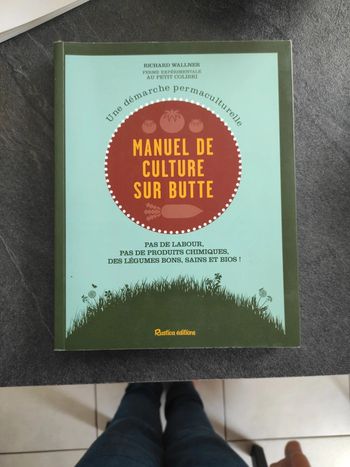 RICHARD WALLNER
FERME EXPÉRIMENTALE
AU PETIT COLIBRI
Une démarche permaculturelle
MANUEL DE
CULTURE
SUR BUTTE
PAS DE LABOUR,
PAS DE PRODUITS CHIMIQUES,
DES LÉGUMES BONS, SAINS ET BIOS !
Rustica éditions